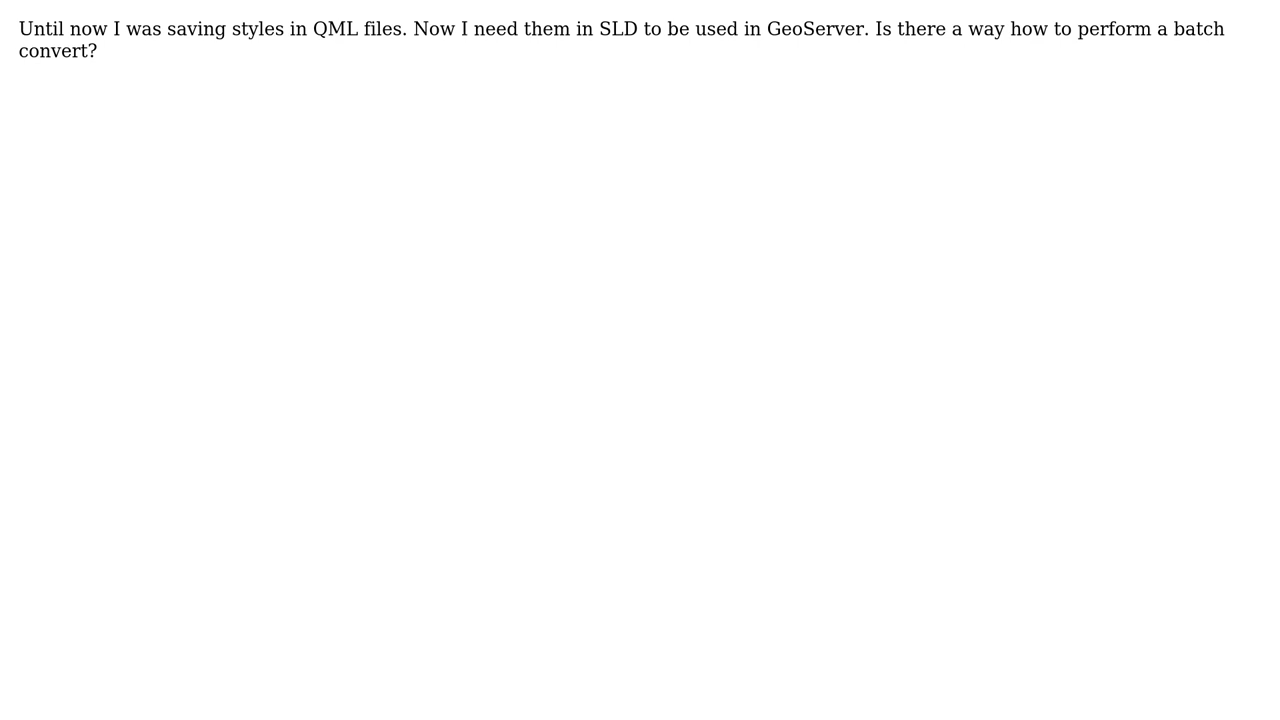 Until now I was saving styles in QML files. Now I need them in SLD to be used in GeoServer. Is there a way how to perform a batch
convert?